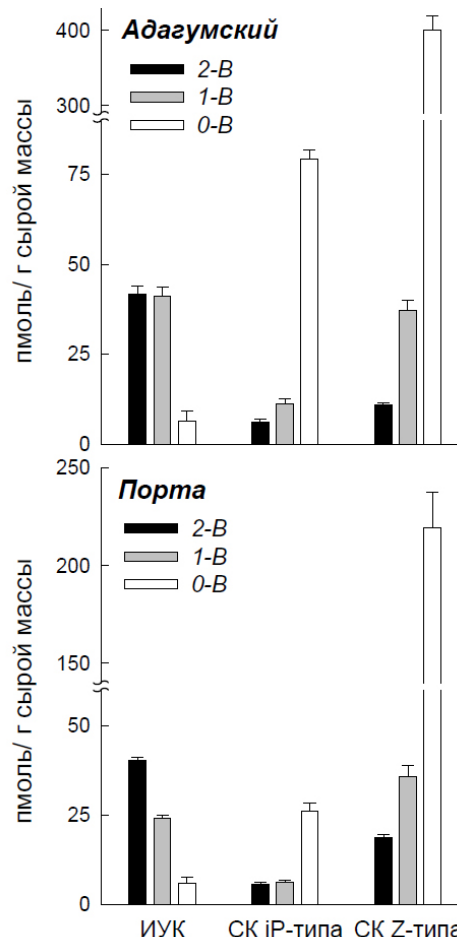 Адагумский
2-В
1-В
0-В
400
300
75
50
25
0
пмоль/ г сырой массы
Порта
2-В
1-В
0-В
250
200
150
50
25
0
пмоль/ г сырой массы
ИУК СК iP-типа СК Z-типа